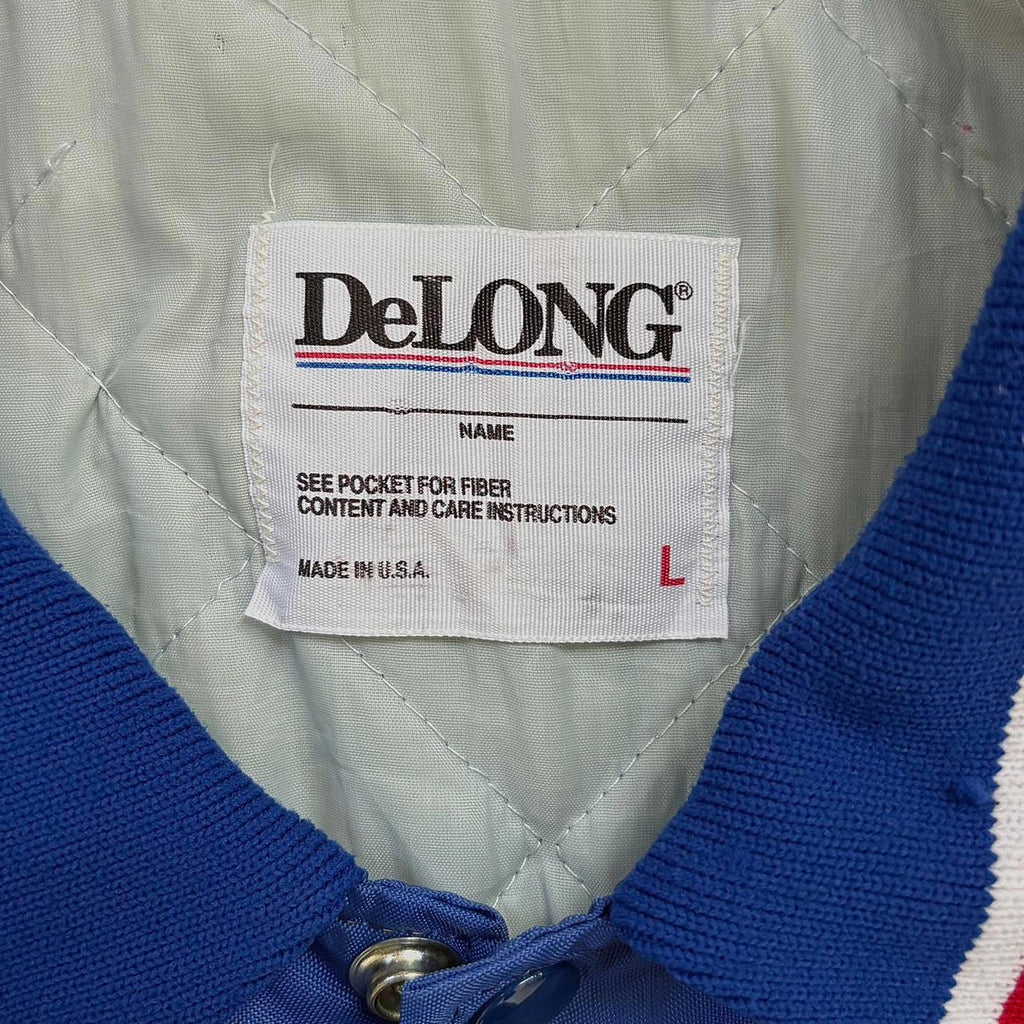 DeLONG®
NAME
SEE POCKET FOR FIBER
CONTENT AND CARE INSTRUCTIONS
MADE IN U.S.A.
L